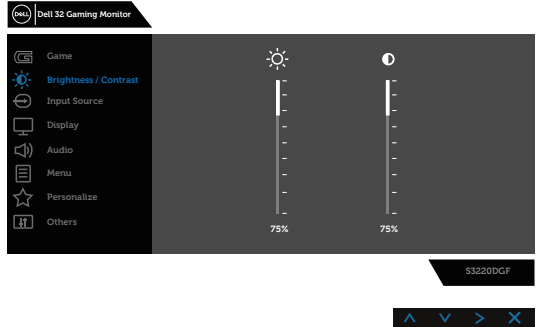 DELL
Dell 32 Gaming Monitor
Game
Brightness / Contrast
Input Source
Display
Audio
Menu
Personalize
Others
75%
75%
S3220DGF